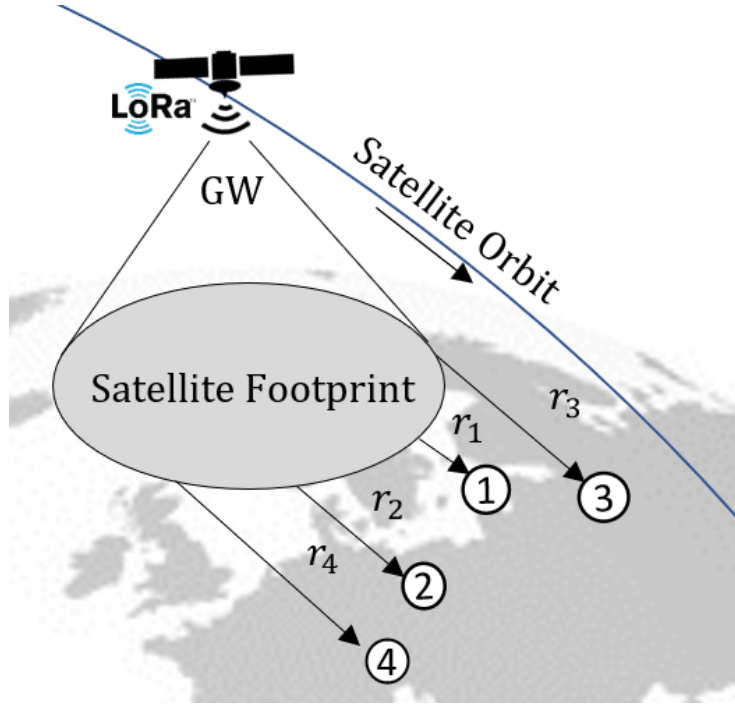 LoRa
GW
Satellite Orbit
Satellite Footprint
r₃
r₁
1
3
r₂
r₄
2
4